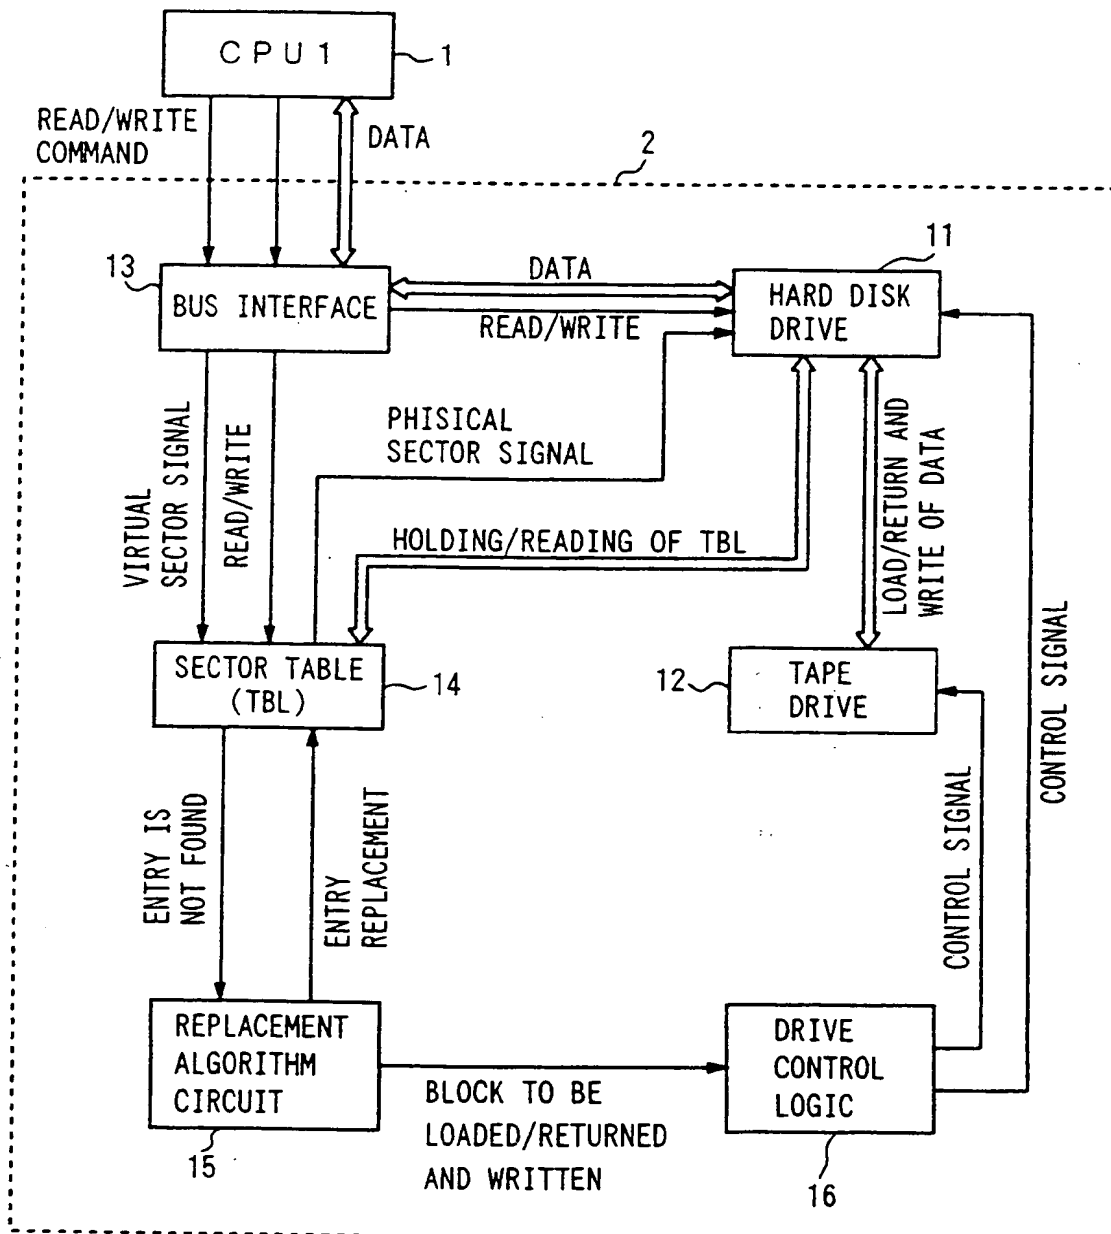 CPU1
1
READ/WRITE
COMMAND
DATA
2
13
BUS INTERFACE
DATA
READ/WRITE
11
HARD DISK
DRIVE
VIRTUAL
SECTOR SIGNAL
READ/WRITE
PHISICAL
SECTOR SIGNAL
HOLDING/READING OF TBL
LOAD/RETURN AND
WRITE OF DATA
CONTROL SIGNAL
SECTOR TABLE
(TBL)
14
12
TAPE
DRIVE
ENTRY IS
NOT FOUND
ENTRY
REPLACEMENT
CONTROL SIGNAL
REPLACEMENT
ALGORITHM
CIRCUIT
15
BLOCK TO BE
LOADED/RETURNED
AND WRITTEN
DRIVE
CONTROL
LOGIC
16